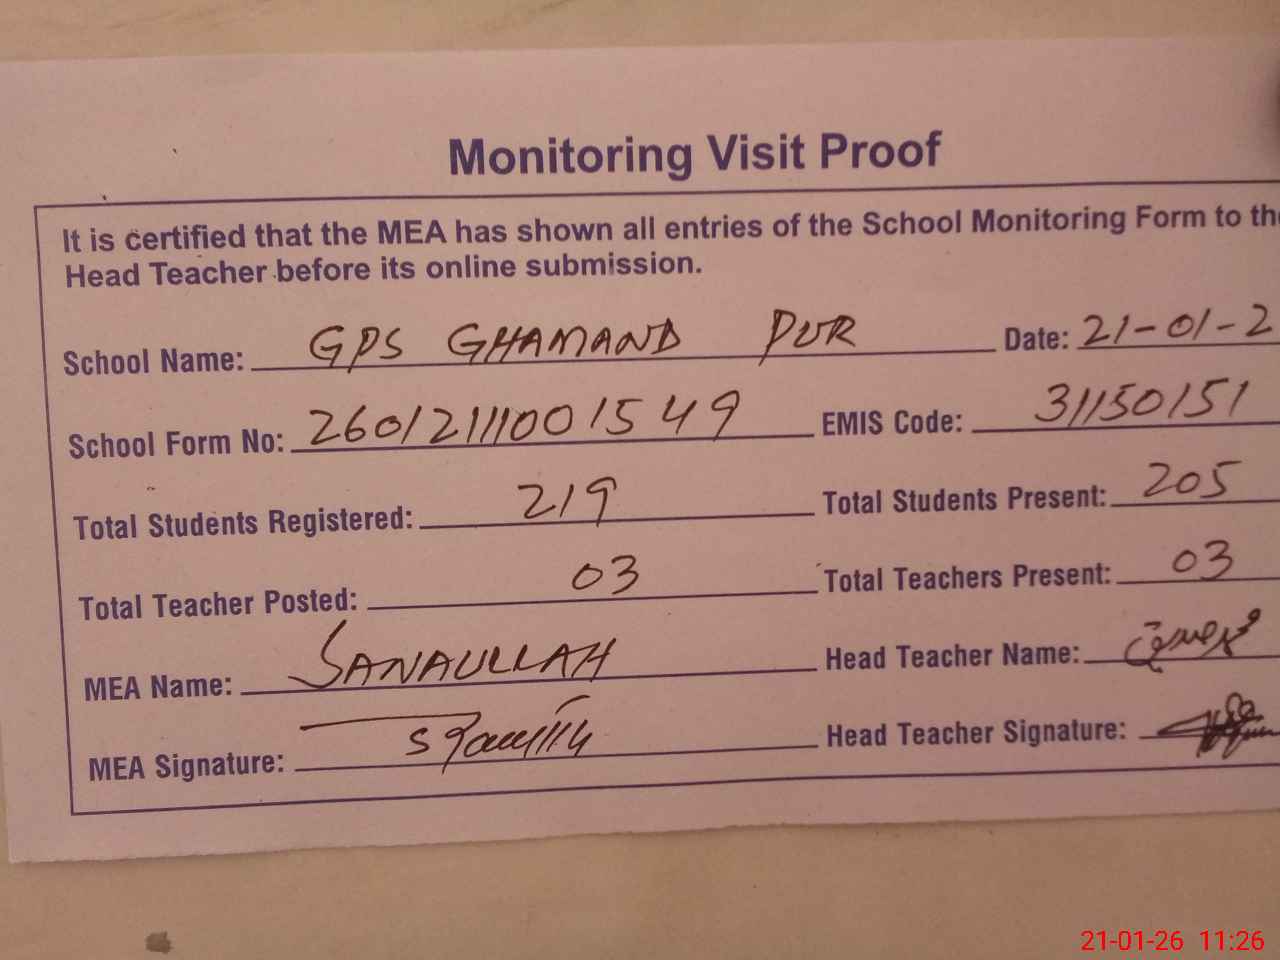 Monitoring Visit Proof
It is certified that the MEA has shown all entries of the School Monitoring Form to th
Head Teacher before its online submission.
School Name: GPS GHAMAND PUR Date: 21-01-2
School Form No: 26012111001549 EMIS Code: 31150151
Total Students Registered: 219 Total Students Present: 205
Total Teacher Posted: 03 Total Teachers Present: 03
MEA Name: SANAULLAH Head Teacher Name:
MEA Signature: Head Teacher Signature:
21-01-26 11:26